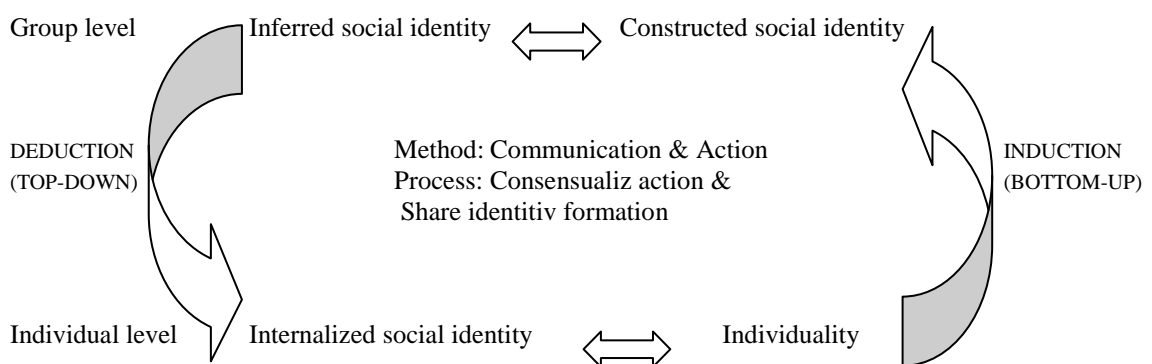 Group level Inferred social identity Constructed social identity
DEDUCTION
(TOP-DOWN)
Method: Communication & Action
Process: Consensualiz action &
Share identitiv formation
INDUCTION
(BOTTOM-UP)
Individual level Internalized social identity Individuality